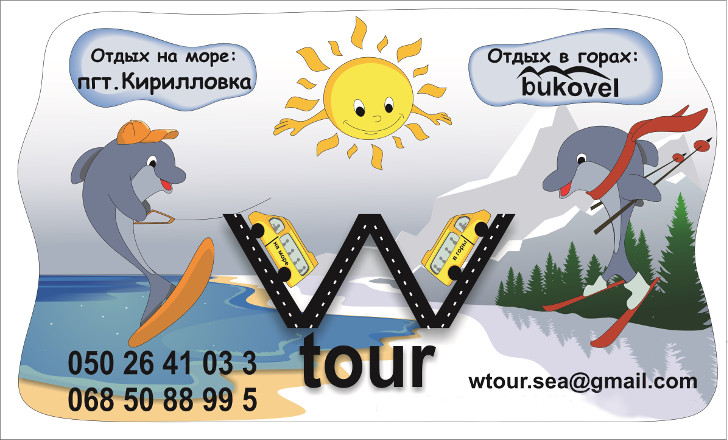 Отдых на море:
пгт.Кирилловка
Отдых в горах:
bukovel
на море
в горы
W
tour
050 26 41 03 3
068 50 88 99 5
wtour.sea@gmail.com